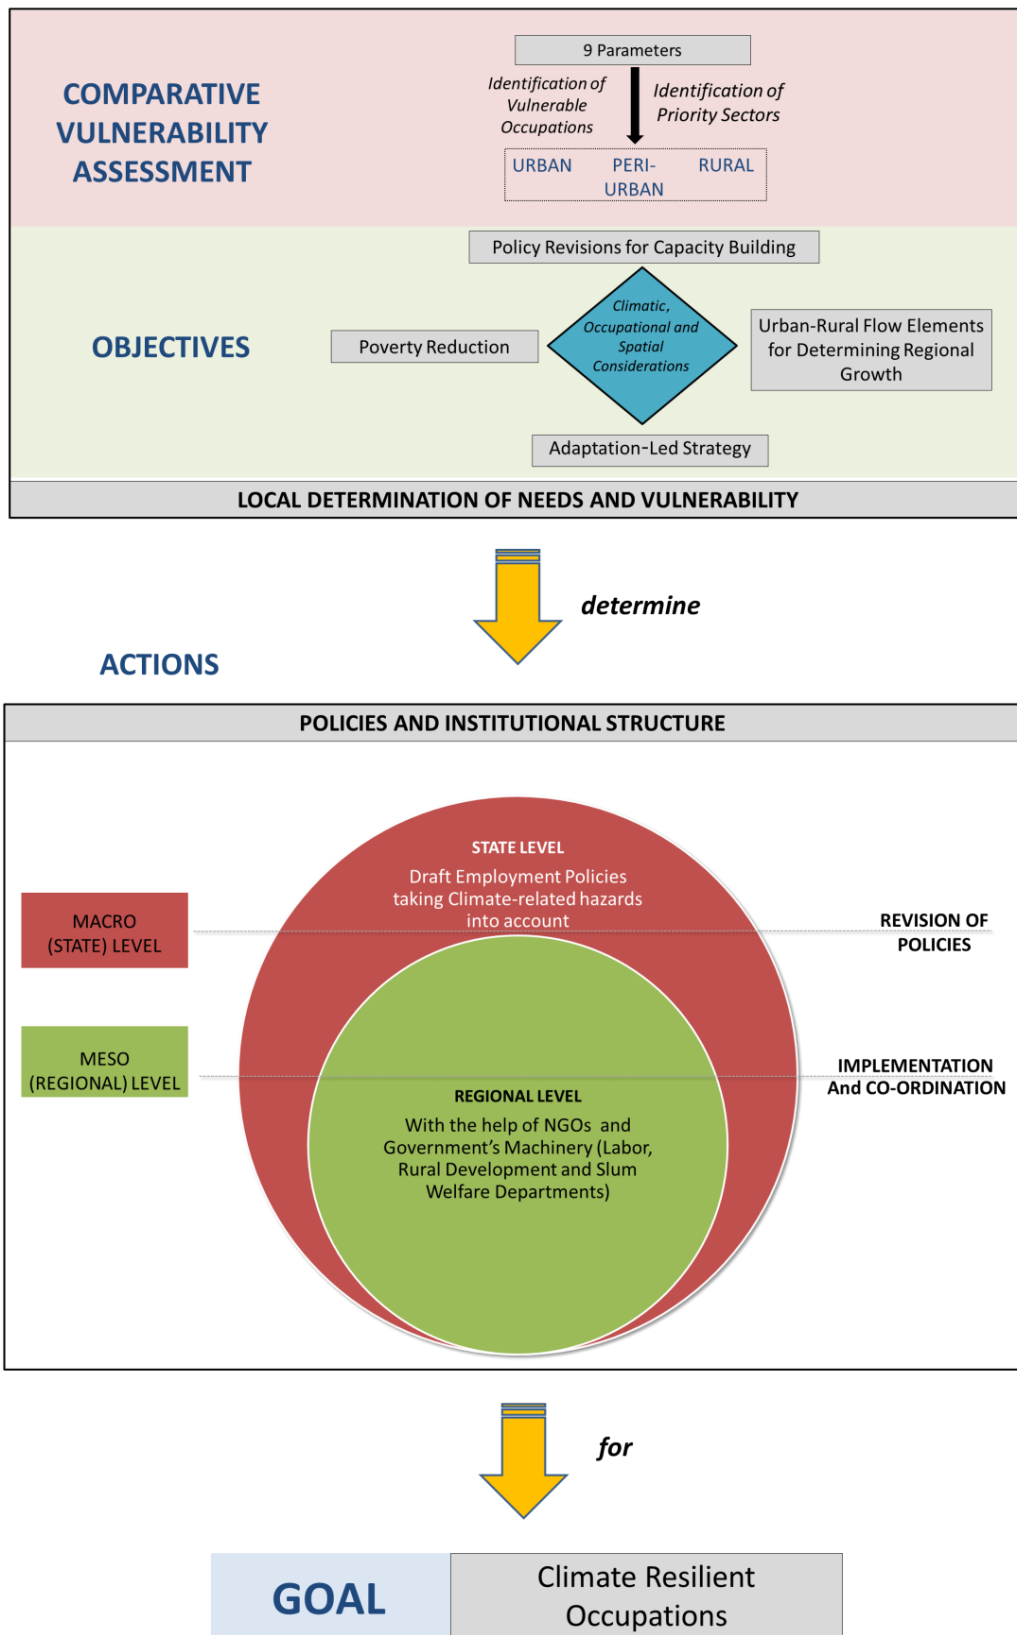 COMPARATIVE
VULNERABILITY
ASSESSMENT
9 Parameters
Identification of
Vulnerable
Occupations
Identification of
Priority Sectors
URBAN
PERI-
URBAN
RURAL
OBJECTIVES
Policy Revisions for Capacity Building
Poverty Reduction
Climatic,
Occupational and
Spatial
Considerations
Urban-Rural Flow Elements
for Determining Regional
Growth
Adaptation-Led Strategy
LOCAL DETERMINATION OF NEEDS AND VULNERABILITY
determine
ACTIONS
POLICIES AND INSTITUTIONAL STRUCTURE
STATE LEVEL
Draft Employment Policies
taking Climate-related hazards
into account
MACRO
(STATE) LEVEL
REVISION OF
POLICIES
MESO
(REGIONAL) LEVEL
IMPLEMENTATION
And CO-ORDINATION
REGIONAL LEVEL
With the help of NGOs and
Government's Machinery (Labor,
Rural Development and Slum
Welfare Departments)
for
GOAL
Climate Resilient
Occupations